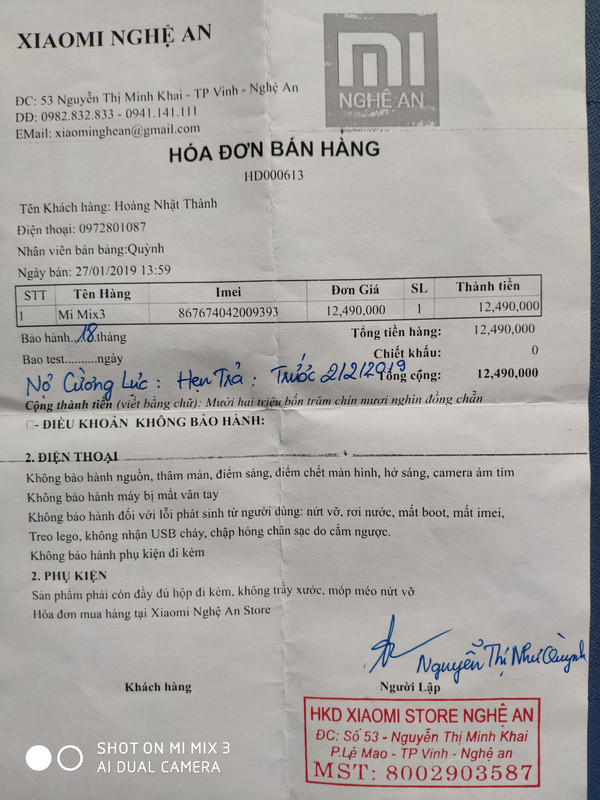 XIAOMI NGHỆ AN
mi
NGHỆ AN
ĐC: 53 Nguyễn Thị Minh Khai - TP Vinh - Nghệ An
DĐ: 0982.832.833 - 0941.141.111
EMail: xiaominghean@gmail.com
HÓA ĐƠN BÁN HÀNG
HD000613
Tên Khách hàng: Hoàng Nhật Thành
Điện thoại: 0972801087
Nhân viên bán bàng:Quỳnh
Ngày bán: 27/01/2019 13:59
STT Tên Hàng Imei Đơn Giá SL Thành tiền
1 Mi Mix3 867674042009393 12,490,000 1 12,490,000
Bảo hành..18.tháng Tổng tiền hàng: 12,490,000
Chiết khấu: 0
Bao test..........ngày
Nợ Cường Lực: Hẹn Trả: Trước 2/2/2019
Tổng cộng: 12,490,000
Cộng thành tiền (viết bằng chữ): Mười hai triệu bốn trăm chín mươi nghìn đồng chẵn
- ĐIỀU KHOẢN KHÔNG BẢO HÀNH:
2. ĐIỆN THOẠI
Không bảo hành nguồn, thâm màn, điểm sáng, điểm chết màn hình, hở sáng, camera ám tím
Không bảo hành máy bị mất vân tay
Không bảo hành đối với lỗi phát sinh từ người dùng: nứt vỡ, rơi nước, mất boot, mất imei,
Treo lego, không nhận USB cháy, chập hỏng chân sạc do cắm ngược.
Không bảo hành phụ kiện đi kèm
2. PHỤ KIỆN
Sản phẩm phải còn đầy đủ hộp đi kèm, không trầy xước, móp méo nứt vỡ
Hóa đơn mua hàng tại Xiaomi Nghệ An Store
Nguyễn Thị Như Quỳnh
Khách hàng Người Lập
HKD XIAOMI STORE NGHỆ AN
ĐC: Số 53 - Nguyễn Thị Minh Khai
P.Lê Mao - TP Vinh - Nghệ an
MST: 8002903587
SHOT ON MI MIX 3
AI DUAL CAMERA